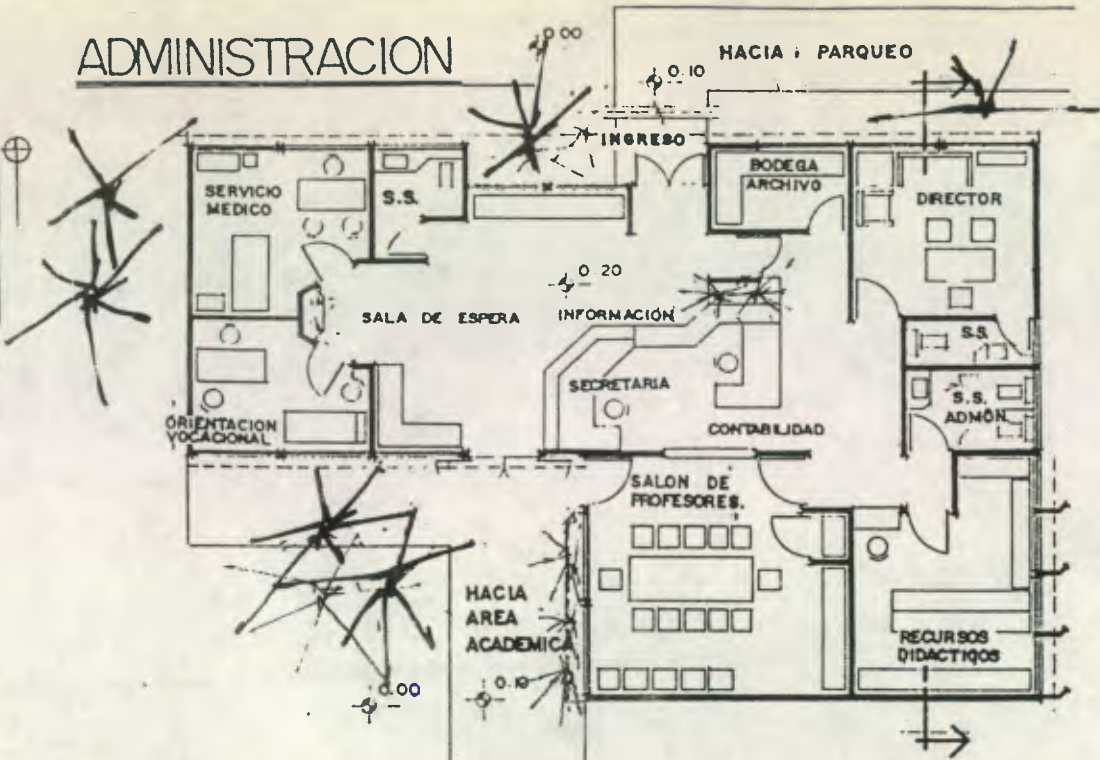 ADMINISTRACION
0.00
HACIA : PARQUEO
0.10
INGRESO
SERVICIO
MEDICO
S.S.
BODEGA
ARCHIVO
DIRECTOR
0.20
SALA DE ESPERA
INFORMACIÓN
S.S.
SECRETARIA
S.S.
ADMÓN
ORIENTACION
VOCACIONAL
CONTABILIDAD
SALON DE
PROFESORES.
HACIA
AREA
ACADEMICA
RECURSOS
DIDACTICOS
0.00
0.10